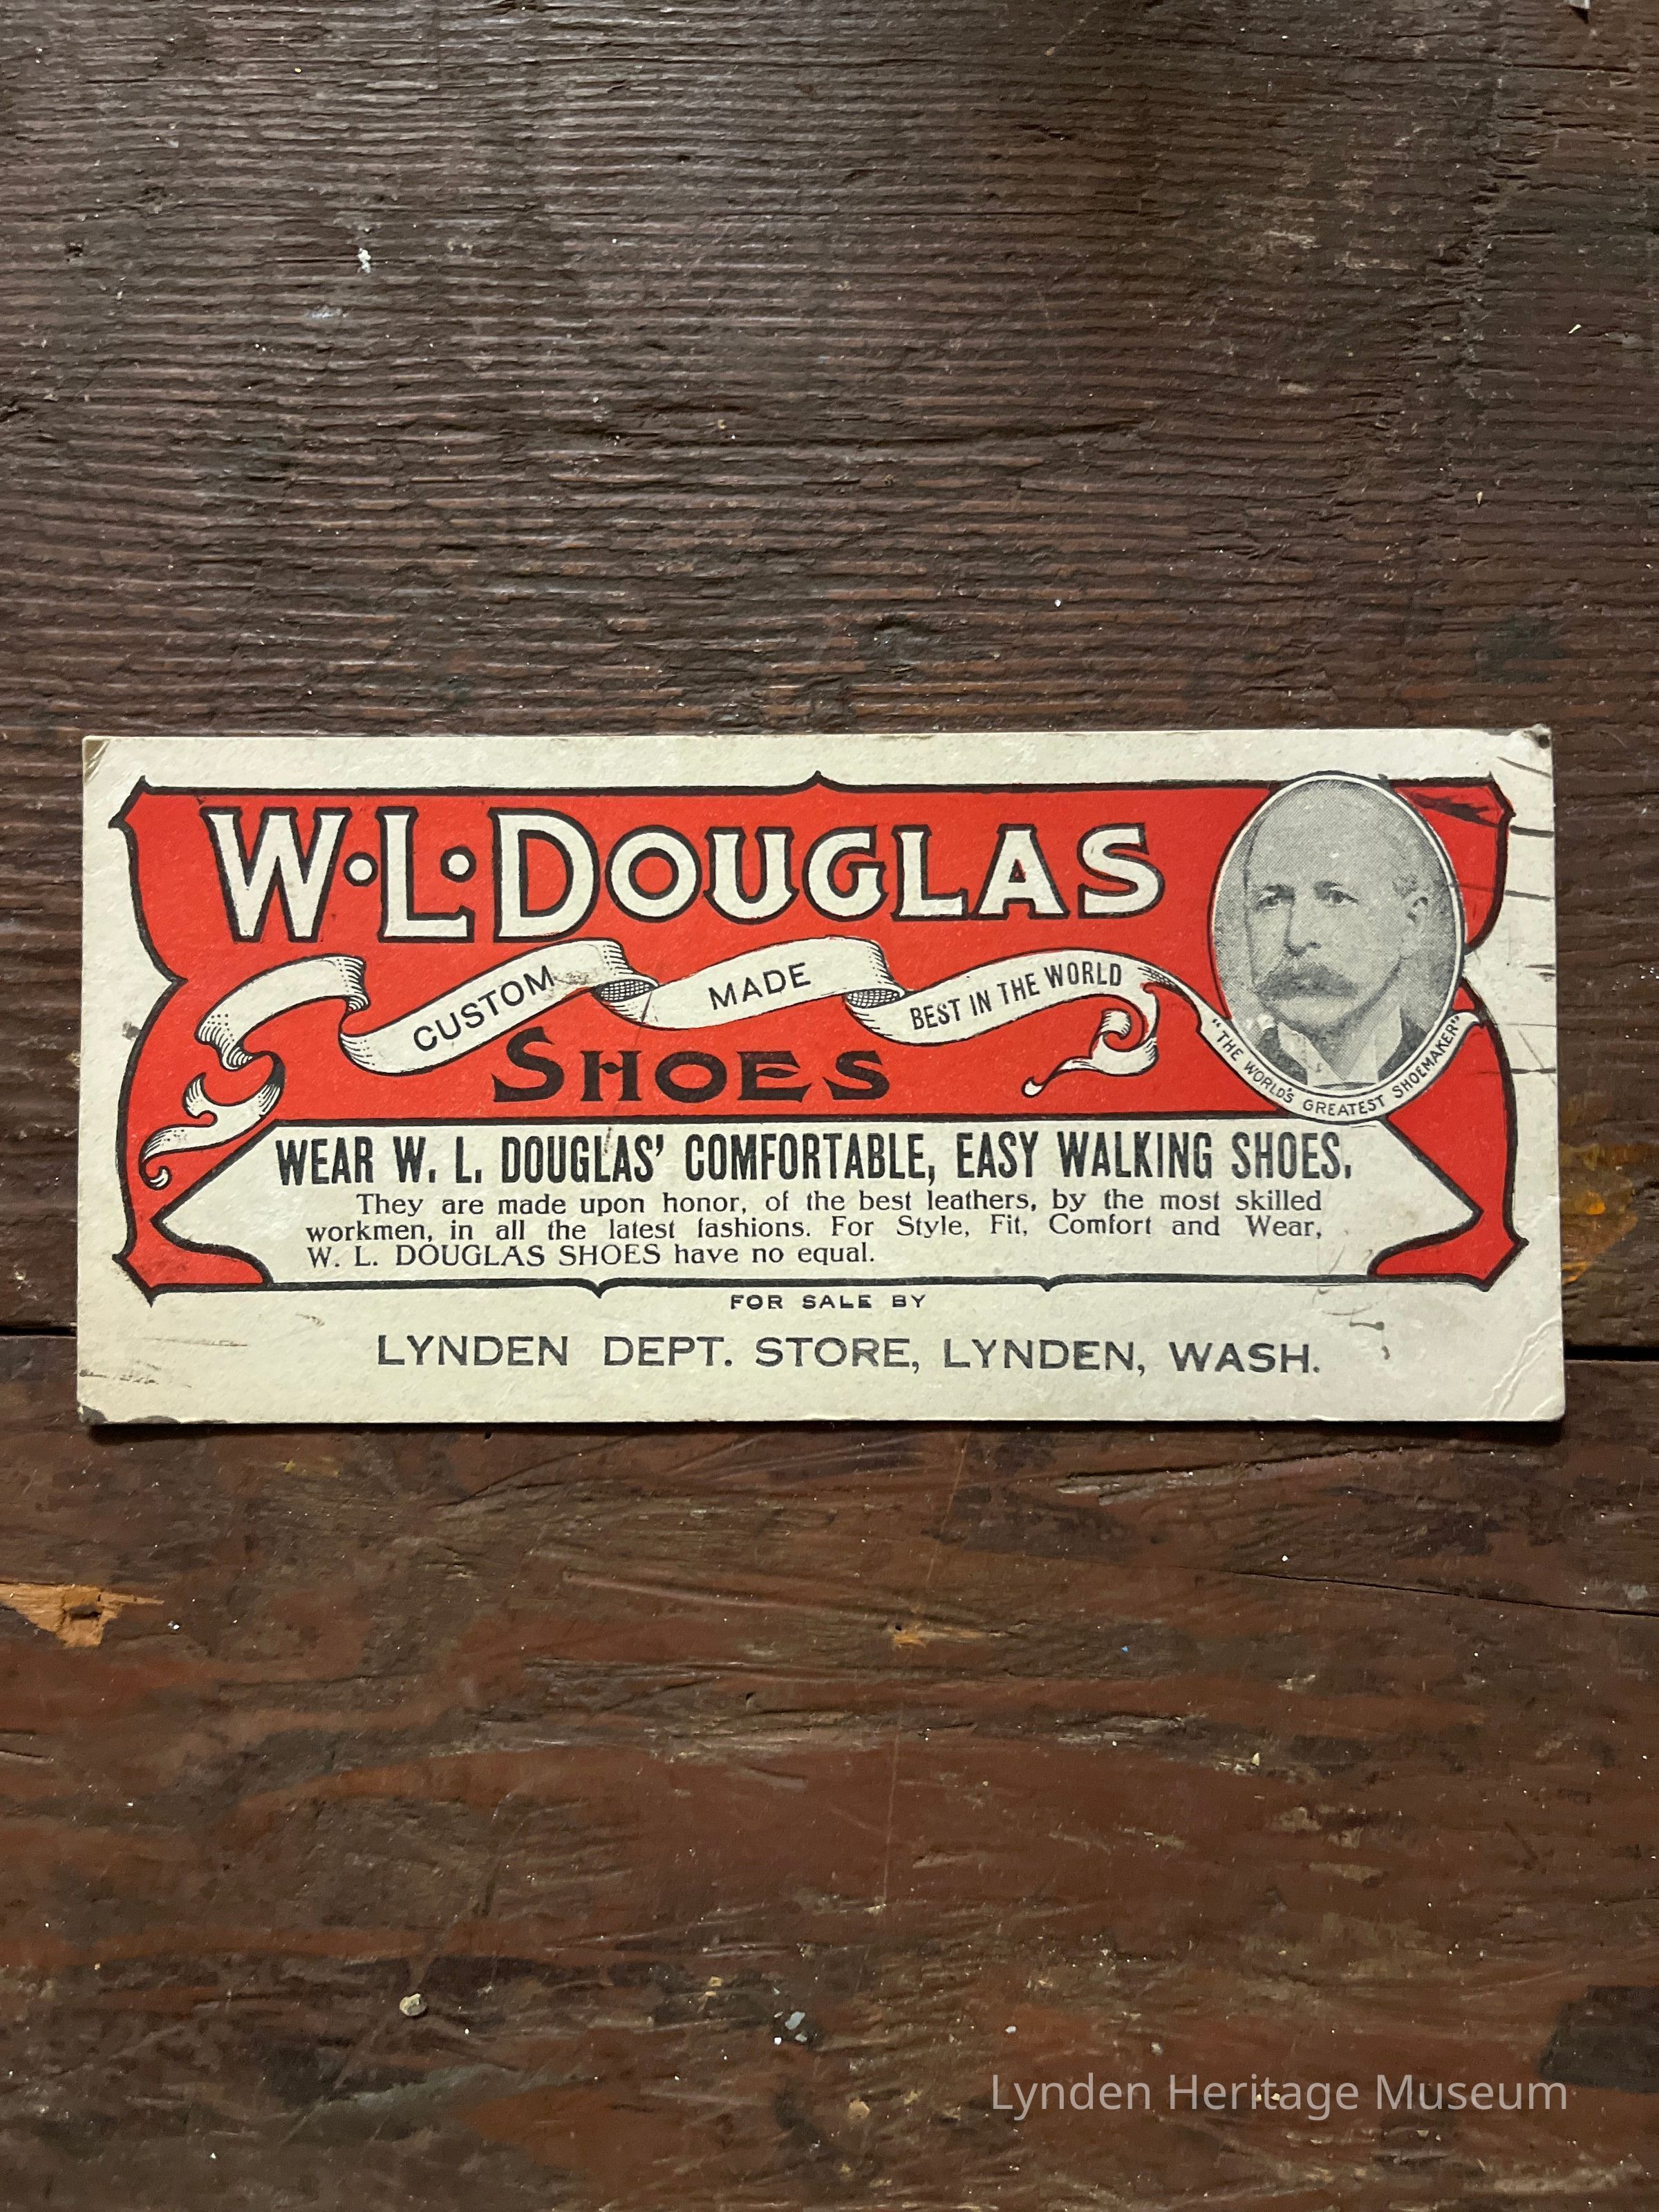 W·L·DOUGLAS
CUSTOM MADE BEST IN THE WORLD
"THE WORLD'S GREATEST SHOEMAKER"
SHOES
WEAR W. L. DOUGLAS' COMFORTABLE, EASY WALKING SHOES.
They are made upon honor, of the best leathers, by the most skilled
workmen, in all the latest fashions. For Style, Fit, Comfort and Wear,
W. L. DOUGLAS SHOES have no equal.
FOR SALE BY
LYNDEN DEPT. STORE, LYNDEN, WASH.
Lynden Heritage Museum